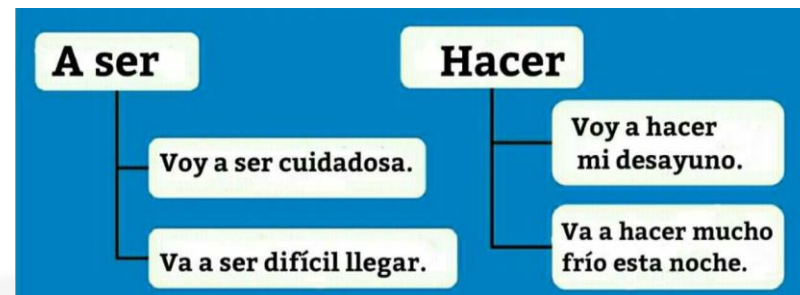 A ser
Voy a ser cuidadosa.
Va a ser difícil llegar.
Hacer
Voy a hacer
mi desayuno.
Va a hacer mucho
frío esta noche.